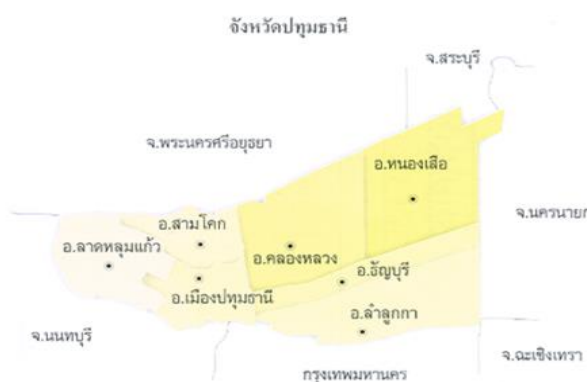 จังหวัดปทุมธานี
จ.สระบุรี
จ.พระนครศรีอยุธยา
อ.หนองเสือ
จ.นครนายก
อ.สามโคก
อ.ลาดหลุมแก้ว
อ.คลองหลวง
อ.ธัญบุรี
อ.เมืองปทุมธานี
อ.ลำลูกกา
จ.นนทบุรี
จ.ฉะเชิงเทรา
กรุงเทพมหานคร